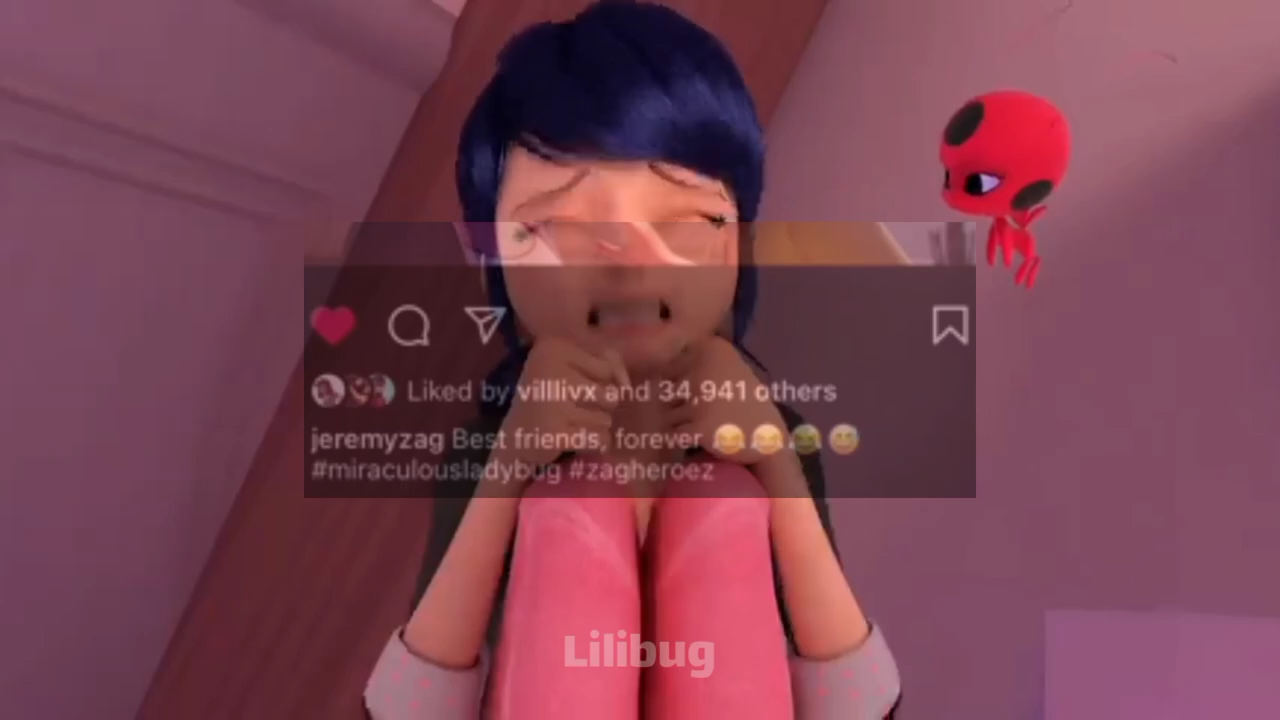 Liked by villlivx and 34,941 others
jeremyzag Best friends, forever 😂😂😂😅
#miraculousladybug #zagheroez
Lilibug